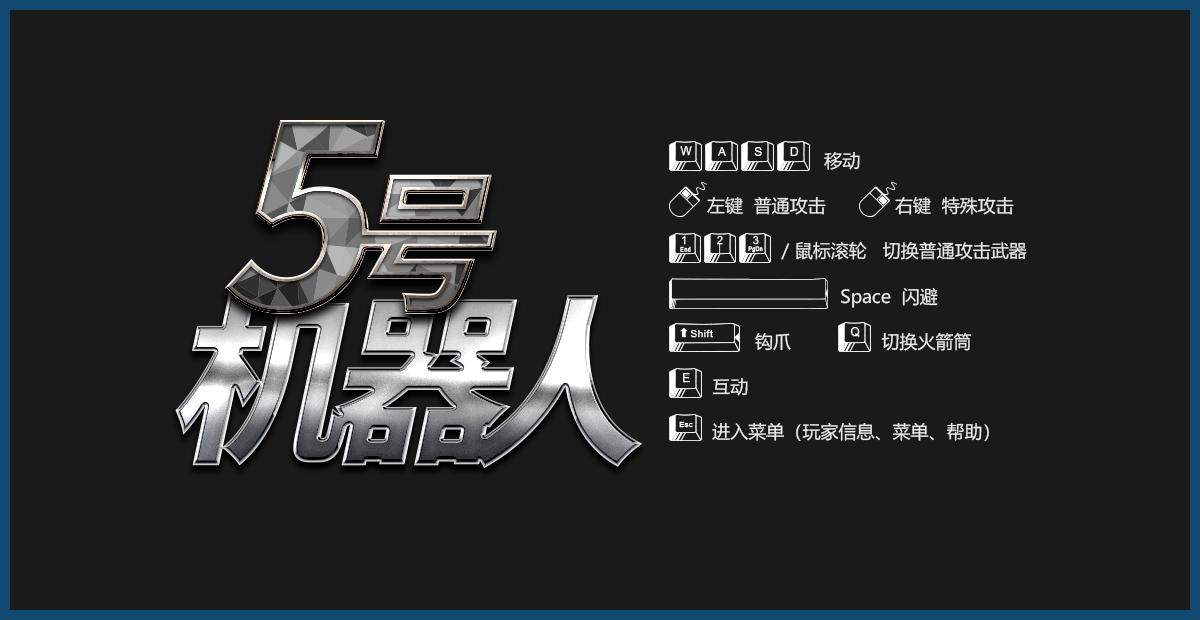 5号
机器人
W A S D 移动
左键 普通攻击 右键 特殊攻击
1 End 2 ↓ 3 PgDn / 鼠标滚轮 切换普通攻击武器
Space 闪避
⬆ Shift 钩爪 Q 切换火箭筒
E 互动
Esc 进入菜单（玩家信息、菜单、帮助）